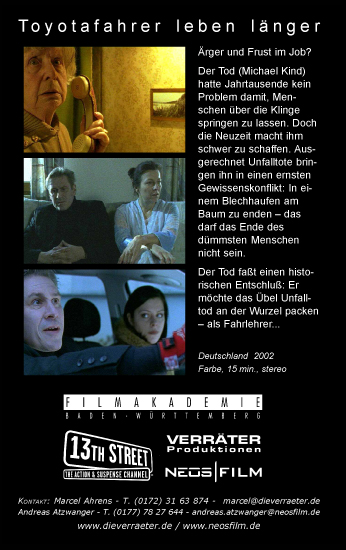 Toyotafahrer leben länger
Ärger und Frust im Job?
Der Tod (Michael Kind)
hatte Jahrtausende kein
Problem damit, Men-
schen über die Klinge
springen zu lassen. Doch
die Neuzeit macht ihm
schwer zu schaffen. Aus-
gerechnet Unfalltote brin-
gen ihn in einen ernsten
Gewissenskonflikt: In ei-
nem Blechhaufen am
Baum zu enden – das
darf das Ende des
dümmsten Menschen
nicht sein.
Der Tod faßt einen histo-
rischen Entschluß: Er
möchte das Übel Unfall-
tod an der Wurzel packen
– als Fahrlehrer...
Deutschland 2002
Farbe, 15 min., stereo
FILMAKADEMIE
BADEN-WÜRTTEMBERG
13TH STREET
THE ACTION & SUSPENSE CHANNEL
VERRÄTER
Produktionen
NEOS|FILM
KONTAKT: Marcel Ahrens - T. (0172) 31 63 874 - marcel@dieverraeter.de
Andreas Atzwanger - T. (0177) 78 27 644 - andreas.atzwanger@neosfilm.de
www.dieverraeter.de / www.neosfilm.de